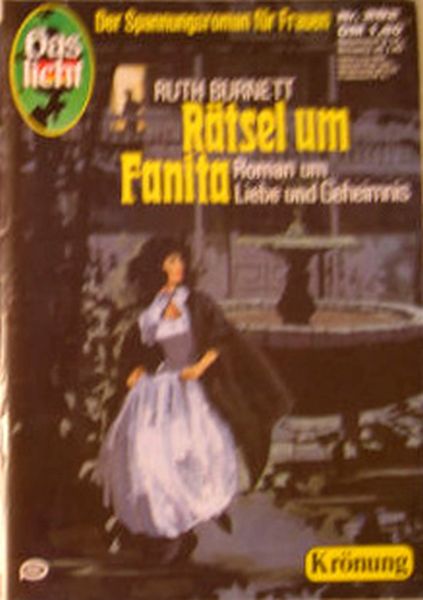 Das
licht
Der Spannungsroman für Frauen
RUTH BURNETT
Rätsel um
Fanita
Roman um
Liebe und Geheimnis
Krönung